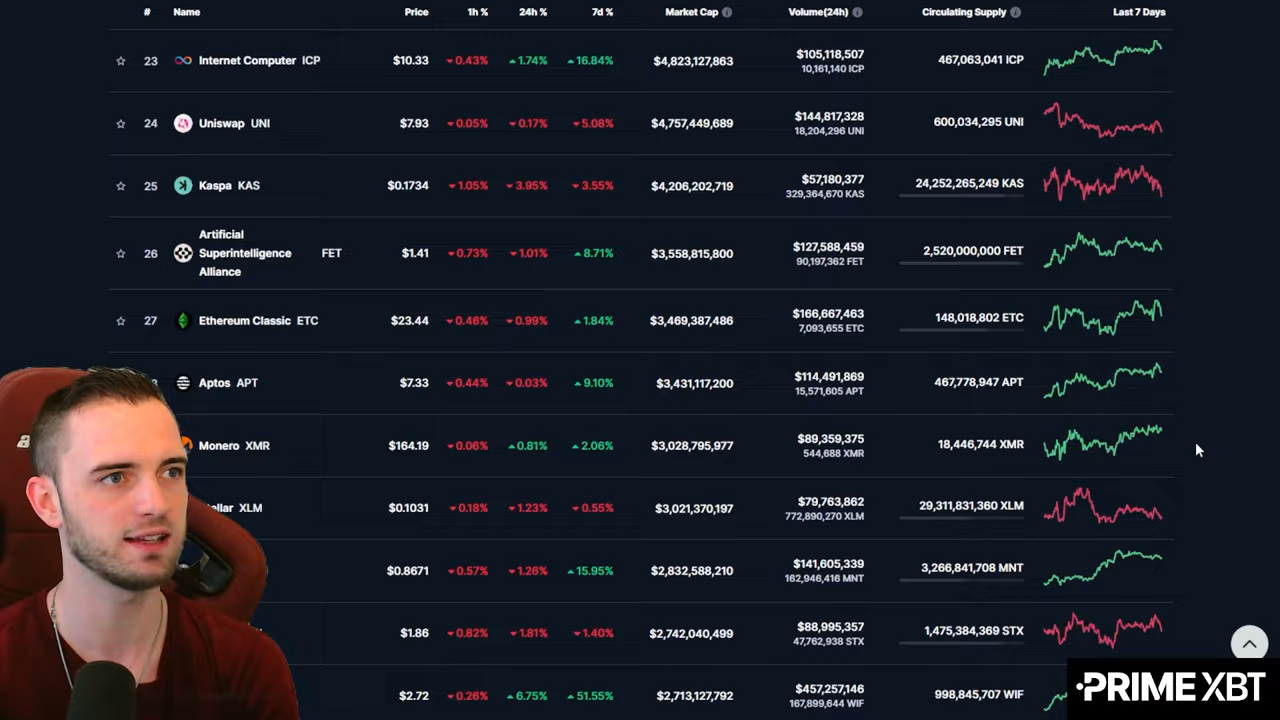 # Name Price 1h % 24h % 7d % Market Cap Volume(24h) Circulating Supply Last 7 Days
23 Internet Computer ICP $10.33 0.43% 1.74% 16.84% $4,823,127,863 $105,118,507 467,063,041 ICP
10,161,140 ICP
24 Uniswap UNI $7.93 0.05% 0.17% 5.08% $4,757,449,689 $144,817,328 600,034,295 UNI
18,204,296 UNI
25 Kaspa KAS $0.1734 1.05% 3.95% 3.55% $4,206,202,719 $57,180,377 24,252,265,249 KAS
329,364,670 KAS
Artificial
26 Superintelligence FET $1.41 0.73% 1.01% 8.71% $3,558,815,800 $127,588,459 2,520,000,000 FET
Alliance 90,197,362 FET
27 Ethereum Classic ETC $23.44 0.46% 0.99% 1.84% $3,469,387,486 $166,667,463 148,018,802 ETC
7,093,655 ETC
Aptos APT $7.33 0.44% 0.03% 9.10% $3,431,117,200 $114,491,869 467,778,947 APT
15,571,605 APT
Monero XMR $164.19 0.06% 0.81% 2.06% $3,028,795,977 $89,359,375 18,446,744 XMR
544,688 XMR
ellar XLM $0.1031 0.18% 1.23% 0.55% $3,021,370,197 $79,763,862 29,311,831,360 XLM
772,890,270 XLM
$0.8671 0.57% 1.26% 15.95% $2,832,588,210 $141,605,339 3,266,841,708 MNT
162,946,416 MNT
$1.86 0.82% 1.81% 1.40% $2,742,040,499 $88,995,357 1,475,384,369 STX
47,762,938 STX
$2.72 0.26% 6.75% 51.55% $2,713,127,792 $457,257,146 998,845,707 WIF
167,899,644 WIF
PRIME XBT